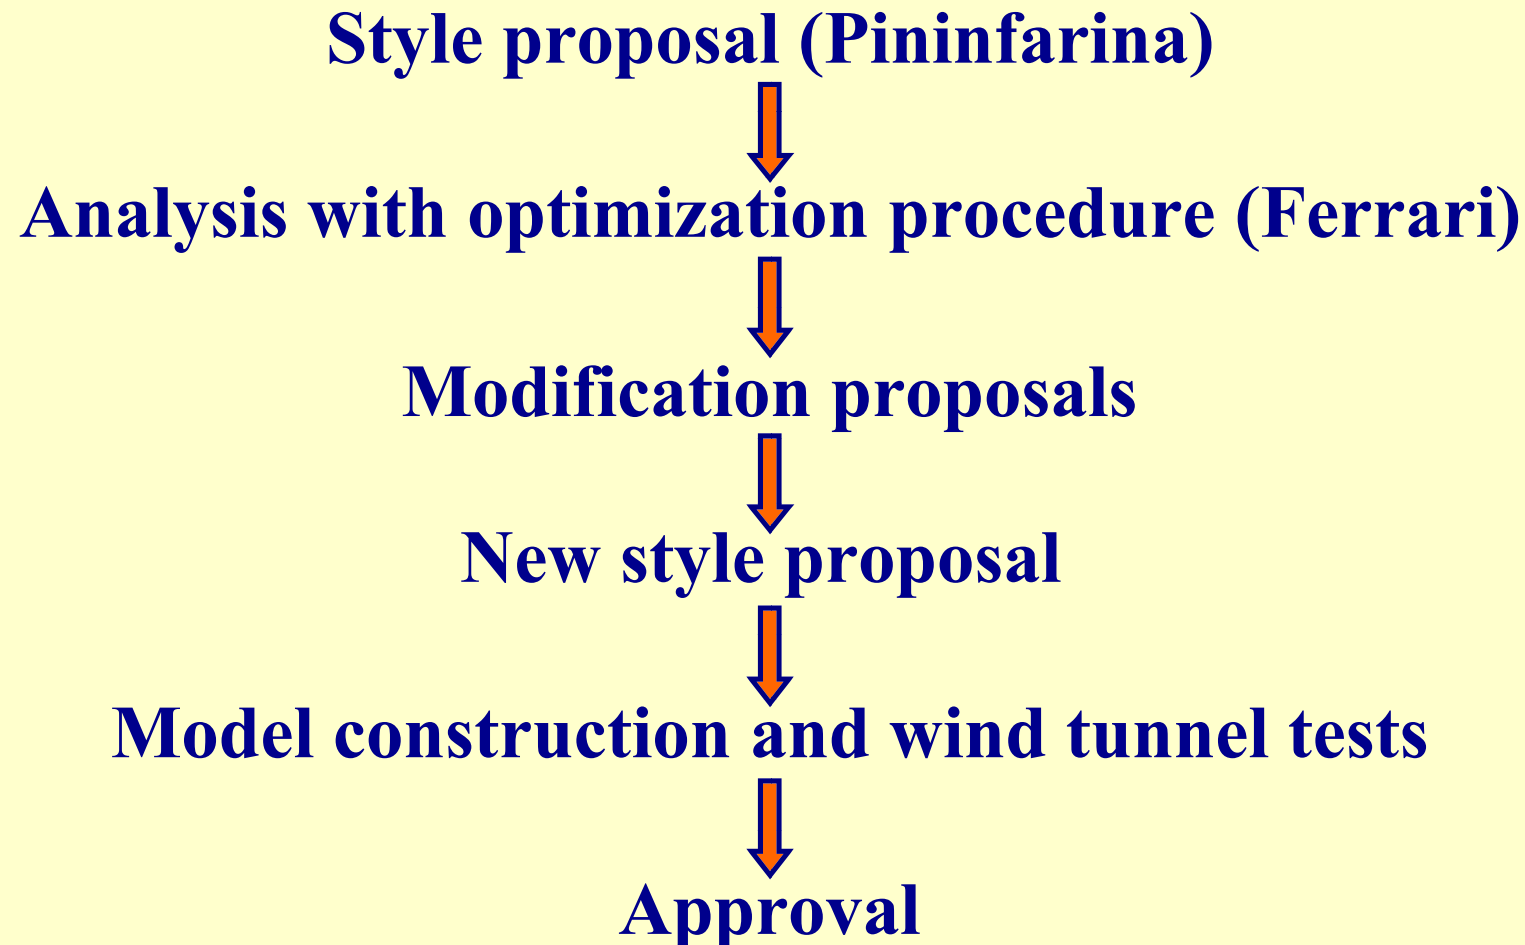 Style proposal (Pininfarina)
Analysis with optimization procedure (Ferrari)
Modification proposals
New style proposal
Model construction and wind tunnel tests
Approval